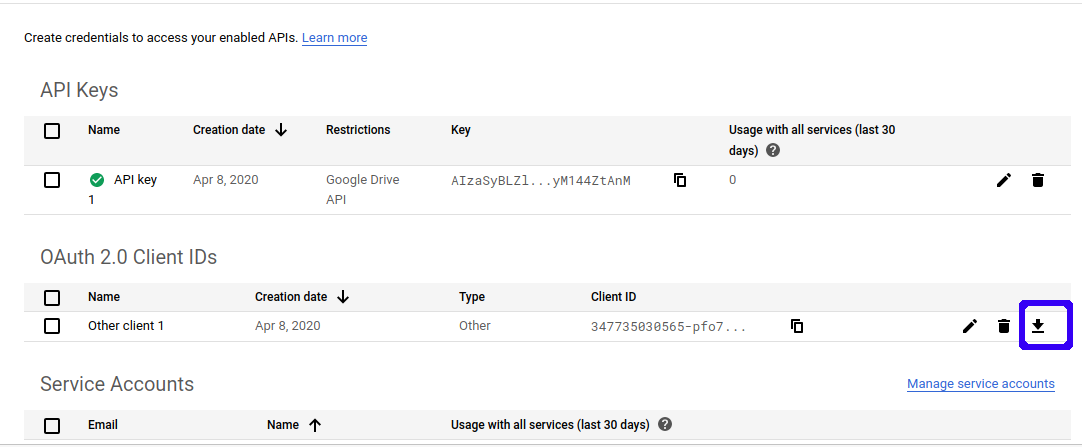 Create credentials to access your enabled APIs. Learn more
API Keys
Name Creation date Restrictions Key Usage with all services (last 30
days)
API key Apr 8, 2020 Google Drive AIzaSyBLZl...yM144ZtAnM 0
1 API
OAuth 2.0 Client IDs
Name Creation date Type Client ID
Other client 1 Apr 8, 2020 Other 347735030565-pfo7...
Service Accounts Manage service accounts
Email Name Usage with all services (last 30 days)